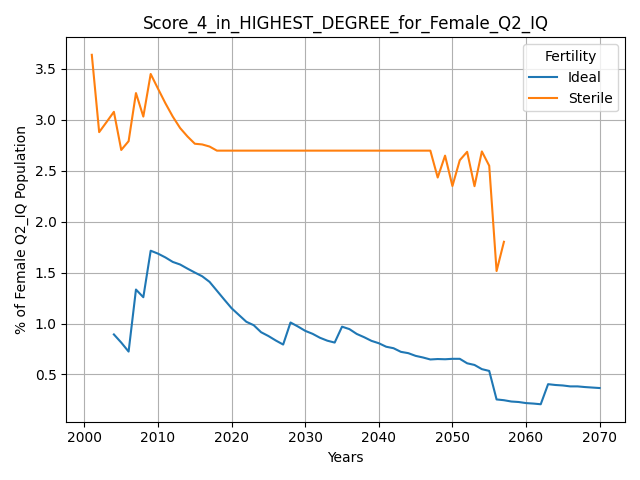 Score_4_in_HIGHEST_DEGREE_for_Female_Q2_IQ
Fertility
Ideal
Sterile
% of Female Q2_IQ Population
3.5
3.0
2.5
2.0
1.5
1.0
0.5
2000 2010 2020 2030 2040 2050 2060 2070
Years